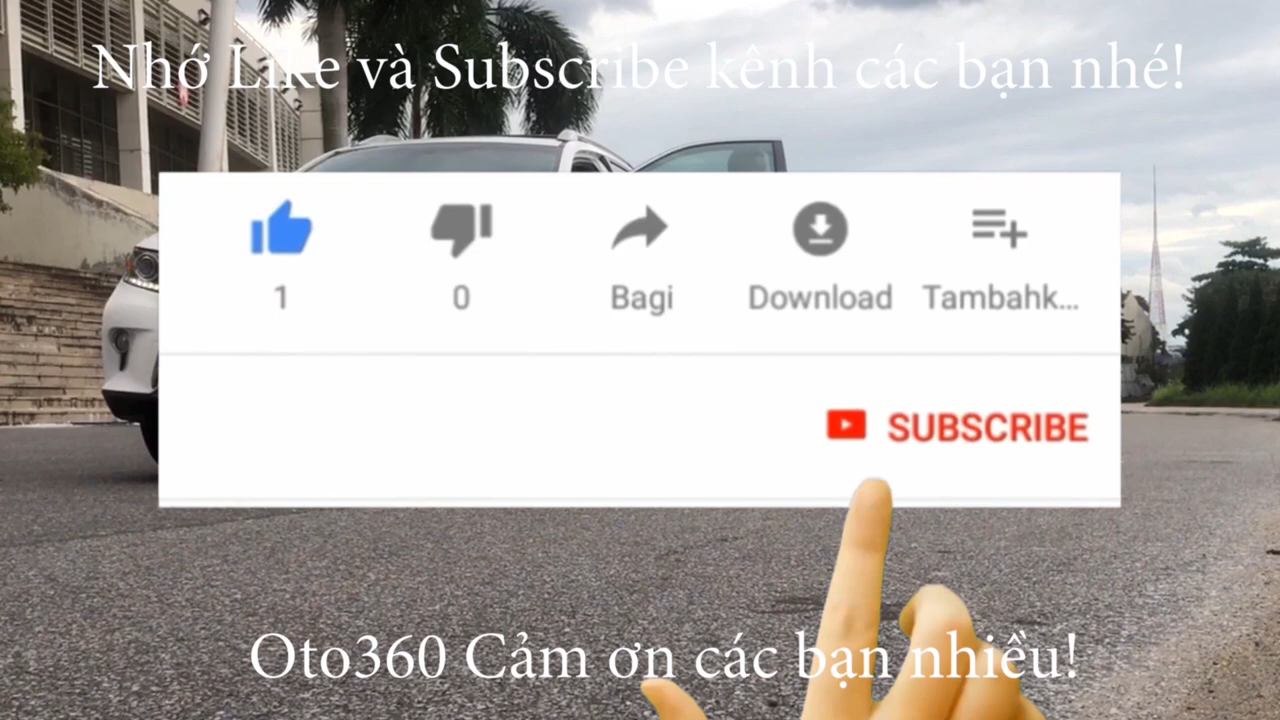 Nhớ Like và Subscribe kênh các bạn nhé!
1 0 Bagi Download Tambahk...
SUBSCRIBE
Oto360 Cảm ơn các bạn nhiều!